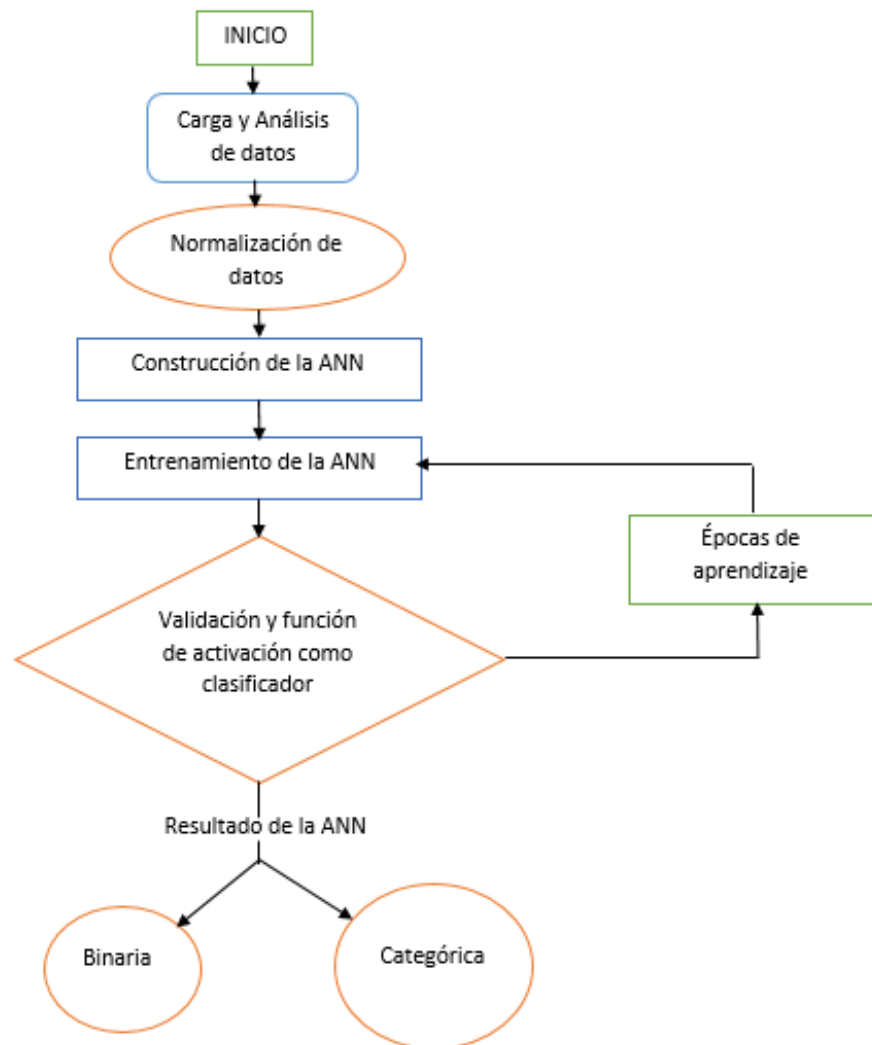 INICIO
Carga y Análisis
de datos
Normalización de
datos
Construcción de la ANN
Entrenamiento de la ANN
Épocas de
aprendizaje
Validación y función
de activación como
clasificador
Resultado de la ANN
Binaria
Categórica